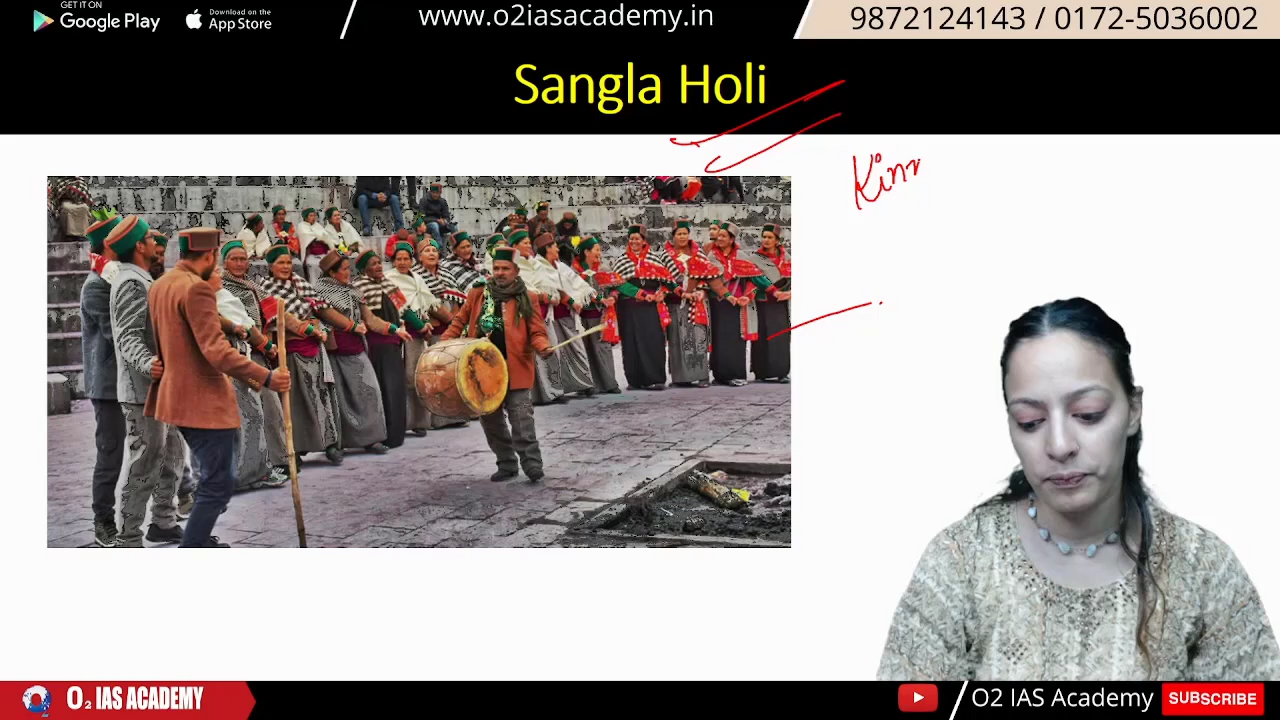 GET IT ON
Google Play
Download on the
App Store
www.o2iasacademy.in
9872124143 / 0172-5036002
Sangla Holi
Kinn
O₂ IAS ACADEMY
O2 IAS Academy
SUBSCRIBE